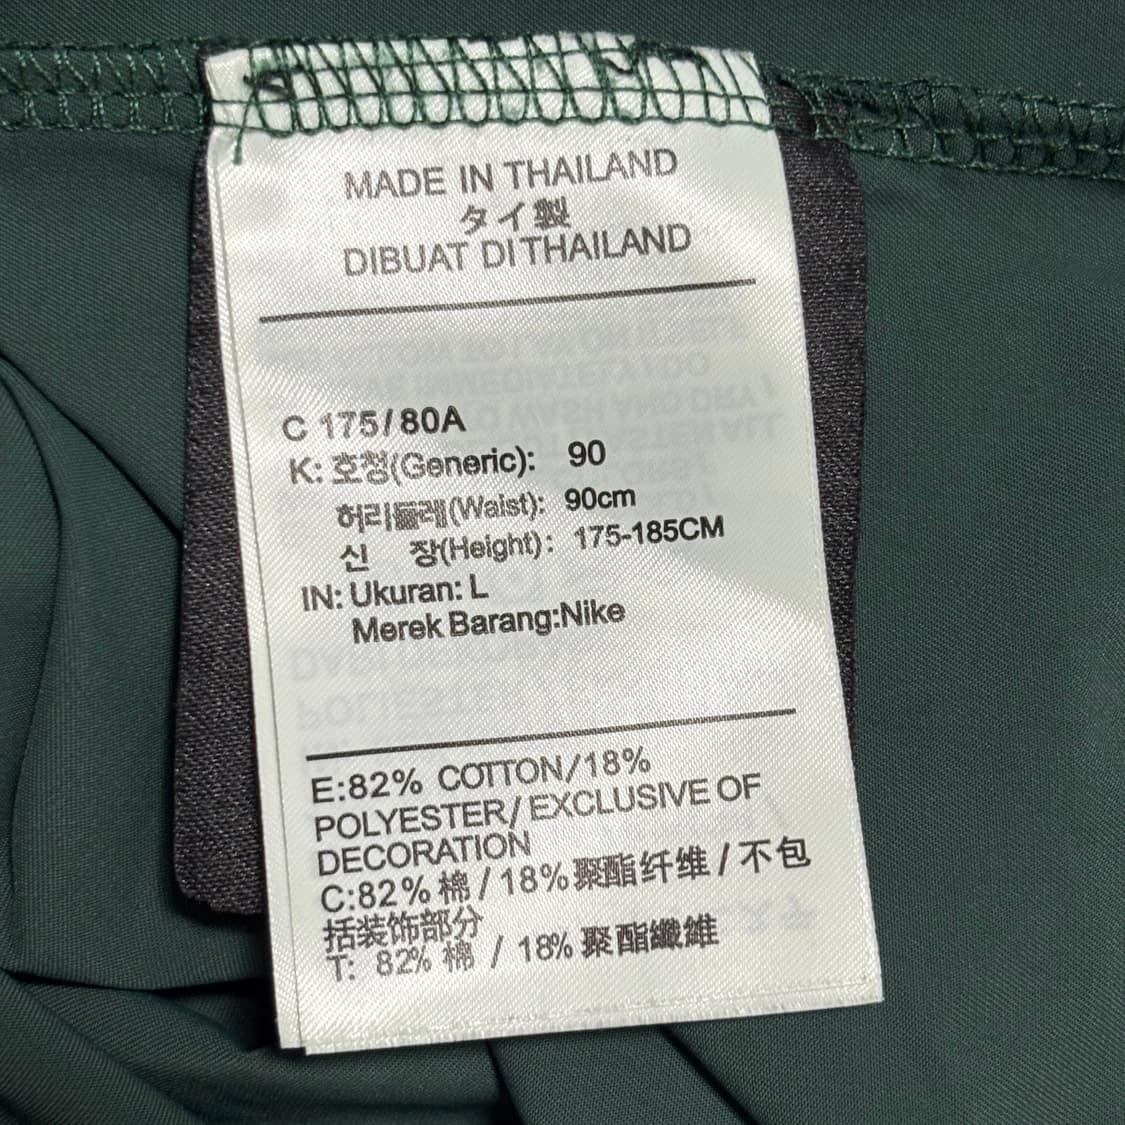 MADE IN THAILAND
タイ製
DIBUAT DI THAILAND
C 175/80A
K: 호청(Generic): 90
허리둘레(Waist): 90cm
신 장(Height): 175-185CM
IN: Ukuran: L
Merek Barang:Nike
E:82% COTTON/18%
POLYESTER/EXCLUSIVE OF
DECORATION
C:82%棉/18%聚酯纤维/不包
括装饰部分
T: 82%棉 / 18%聚酯纖維